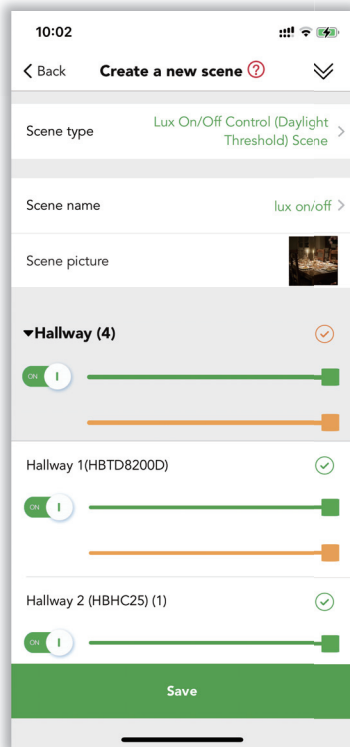 10:02
Back Create a new scene ?
Scene type
Lux On/Off Control (Daylight
Threshold) Scene
Scene name lux on/off
Scene picture
Hallway (4)
ON
Hallway 1(HBTD8200D)
ON
Hallway 2 (HBHC25) (1)
ON
Save